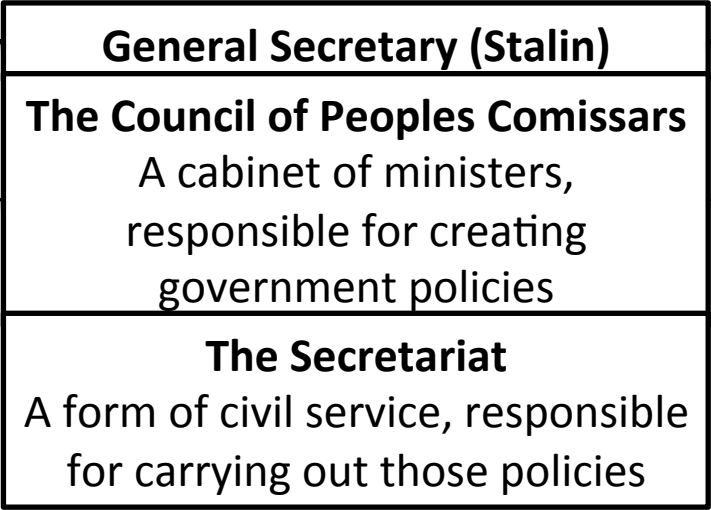 General Secretary (Stalin)
The Council of Peoples Comissars
A cabinet of ministers,
responsible for creating
government policies
The Secretariat
A form of civil service, responsible
for carrying out those policies